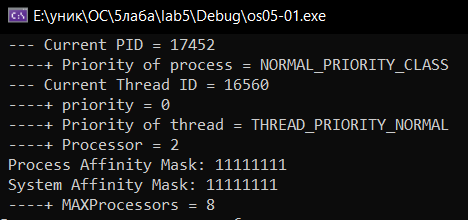 E:\уник\ОС\5лаба\lab5\Debug\os05-01.exe
--- Current PID = 17452
----+ Priority of process = NORMAL_PRIORITY_CLASS
--- Current Thread ID = 16560
----+ priority = 0
----+ Priority of thread = THREAD_PRIORITY_NORMAL
----+ Processor = 2
Process Affinity Mask: 11111111
System Affinity Mask: 11111111
----+ MAXProcessors = 8